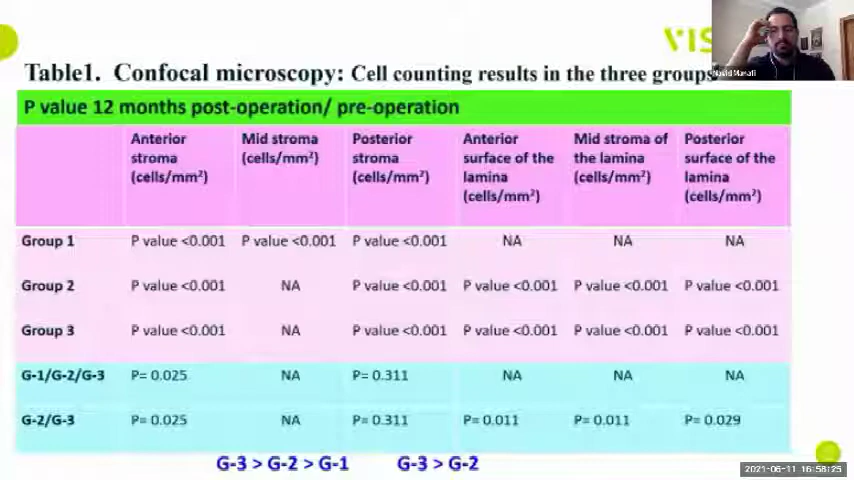 VIS
Navid Manafi
Table1. Confocal microscopy: Cell counting results in the three groups
P value 12 months post-operation/ pre-operation
Anterior stroma (cells/mm²) Mid stroma (cells/mm²) Posterior stroma (cells/mm²) Anterior surface of the lamina (cells/mm²) Mid stroma of the lamina (cells/mm²) Posterior surface of the lamina (cells/mm²)
Group 1 P value <0.001 P value <0.001 P value <0.001 NA NA NA
Group 2 P value <0.001 NA P value <0.001 P value <0.001 P value <0.001 P value <0.001
Group 3 P value <0.001 NA P value <0.001 P value <0.001 P value <0.001 P value <0.001
G-1/G-2/G-3 P= 0.025 NA P= 0.311 NA NA NA
G-2/G-3 P= 0.025 NA P= 0.311 P= 0.011 P= 0.011 P= 0.029
G-3 > G-2 > G-1 G-3 > G-2
2021-06-11 16:58:25